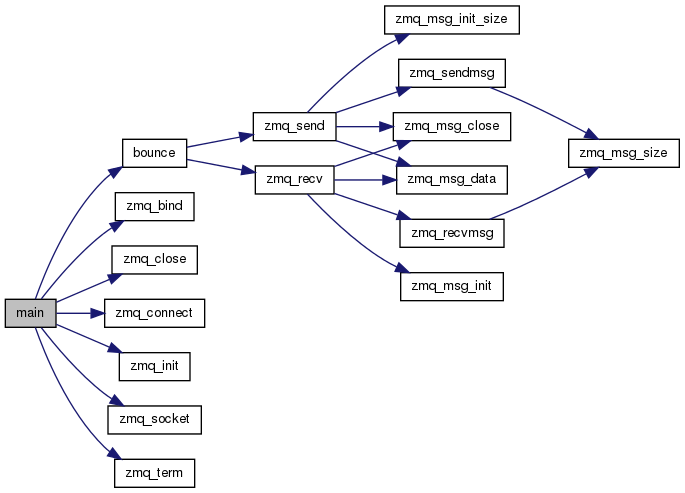 main
bounce
zmq_bind
zmq_close
zmq_connect
zmq_init
zmq_socket
zmq_term
zmq_send
zmq_recv
zmq_msg_init_size
zmq_sendmsg
zmq_msg_close
zmq_msg_data
zmq_recvmsg
zmq_msg_init
zmq_msg_size